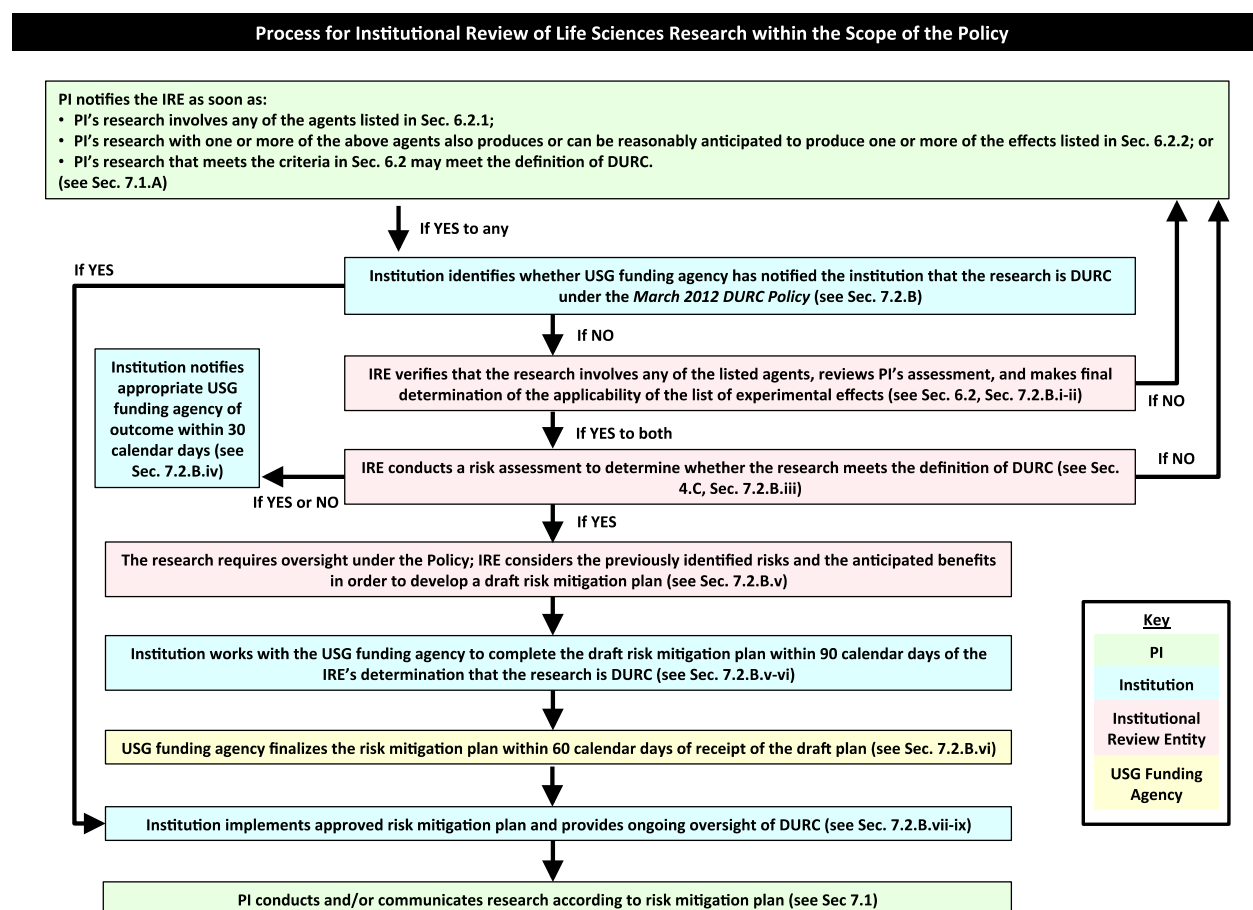 Process for Institutional Review of Life Sciences Research within the Scope of the Policy
PI notifies the IRE as soon as:
• PI's research involves any of the agents listed in Sec. 6.2.1;
• PI's research with one or more of the above agents also produces or can be reasonably anticipated to produce one or more of the effects listed in Sec. 6.2.2; or
• PI's research that meets the criteria in Sec. 6.2 may meet the definition of DURC.
(see Sec. 7.1.A)
If YES to any
If YES
Institution identifies whether USG funding agency has notified the institution that the research is DURC
under the March 2012 DURC Policy (see Sec. 7.2.B)
If NO
Institution notifies
appropriate USG
funding agency of
outcome within 30
calendar days (see
Sec. 7.2.B.iv)
IRE verifies that the research involves any of the listed agents, reviews PI's assessment, and makes final
determination of the applicability of the list of experimental effects (see Sec. 6.2, Sec. 7.2.B.i-ii)
If NO
If YES to both
IRE conducts a risk assessment to determine whether the research meets the definition of DURC (see Sec.
4.C, Sec. 7.2.B.iii)
If NO
If YES or NO
If YES
The research requires oversight under the Policy; IRE considers the previously identified risks and the anticipated benefits
in order to develop a draft risk mitigation plan (see Sec. 7.2.B.v)
Institution works with the USG funding agency to complete the draft risk mitigation plan within 90 calendar days of the
IRE's determination that the research is DURC (see Sec. 7.2.B.v-vi)
USG funding agency finalizes the risk mitigation plan within 60 calendar days of receipt of the draft plan (see Sec. 7.2.B.vi)
Institution implements approved risk mitigation plan and provides ongoing oversight of DURC (see Sec. 7.2.B.vii-ix)
PI conducts and/or communicates research according to risk mitigation plan (see Sec 7.1)
Key
PI
Institution
Institutional
Review Entity
USG Funding
Agency